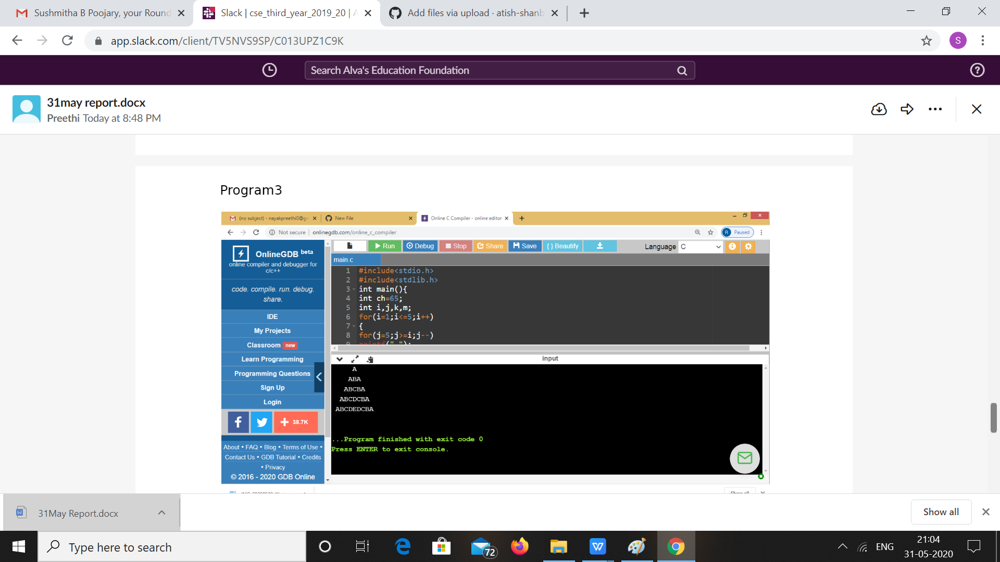 Sushmitha B Poojary, your Round
Slack | cse_third_year_2019_20 | A
Add files via upload · atish-shanb
app.slack.com/client/TV5NVS9SP/C013UPZ1C9K
S
Search Alva's Education Foundation
31may report.docx
Preethi Today at 8:48 PM
Program3
(no subject) - nayakpreethi0@gm
New File
Online C Compiler - online editor
Not secure | onlinegdb.com/online_c_compiler
R Paused
OnlineGDB beta
online compiler and debugger for
c/c++
code. compile. run. debug.
share.
IDE
My Projects
Classroom new
Learn Programming
Programming Questions
Sign Up
Login
38.7K
About • FAQ • Blog • Terms of Use •
Contact Us • GDB Tutorial • Credits
• Privacy
© 2016 - 2020 GDB Online
Run Debug Stop Share Save { } Beautify
Language C
main.c
1 #include<stdio.h>
2 #include<stdlib.h>
3 int main(){
4 int ch=65;
5 int i,j,k,m;
6 for(i=1;i<=5;i++)
7 {
8 for(j=5;j>=i;j--)
9 printf(" ");
input
A
ABA
ABCBA
ABCDCBA
ABCDEDCBA
...Program finished with exit code 0
Press ENTER to exit console.
Show all
31May Report.docx
Show all
Type here to search
72
ENG
21:04
31-05-2020